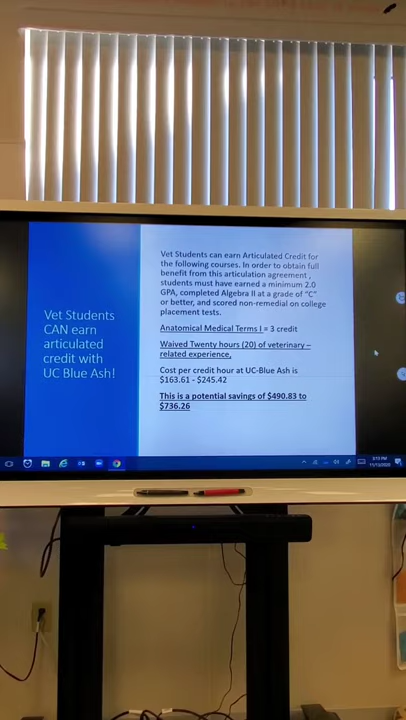 Vet Students
CAN earn
articulated
credit with
UC Blue Ash!
Vet Students can earn Articulated Credit for
the following courses. In order to obtain full
benefit from this articulation agreement ,
students must have earned a minimum 2.0
GPA, completed Algebra II at a grade of "C"
or better, and scored non-remedial on college
placement tests.
Anatomical Medical Terms I = 3 credit
Waived Twenty hours (20) of veterinary –
related experience,
Cost per credit hour at UC-Blue Ash is
$163.61 - $245.42
This is a potential savings of $490.83 to
$736.26